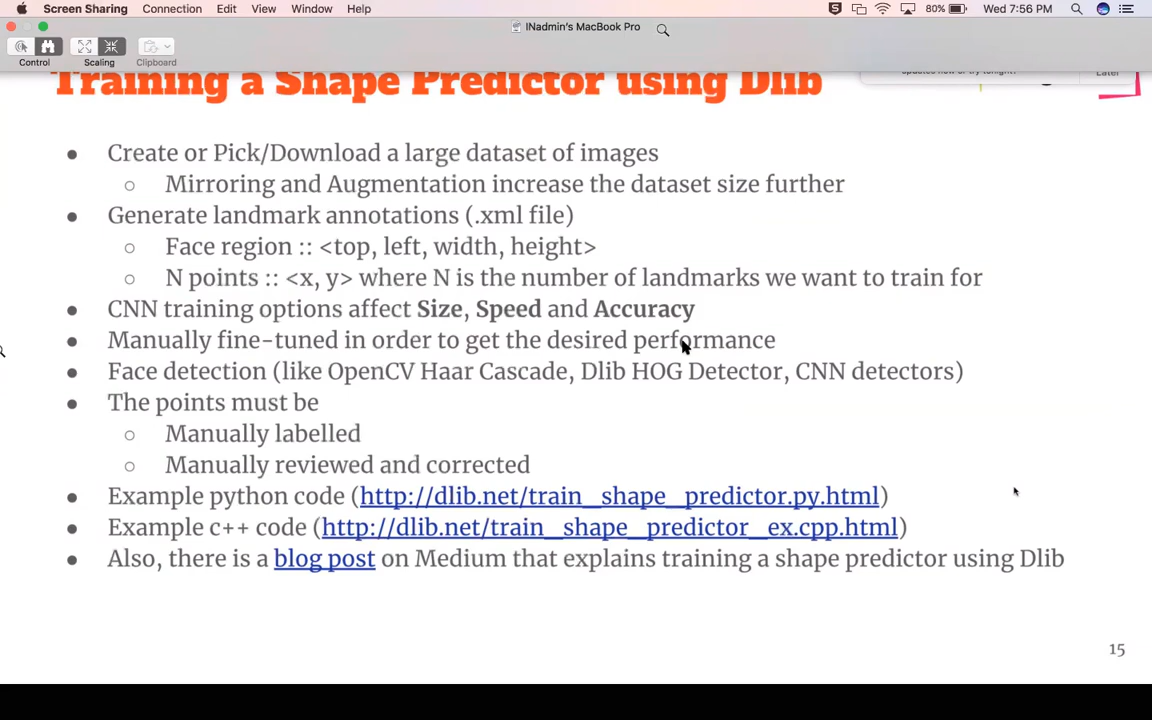 Screen Sharing Connection Edit View Window Help 80% Wed 7:56 PM
INadmin's MacBook Pro
Control Scaling Clipboard
Later
Training a Shape Predictor using Dlib
● Create or Pick/Download a large dataset of images
○ Mirroring and Augmentation increase the dataset size further
● Generate landmark annotations (.xml file)
○ Face region :: <top, left, width, height>
○ N points :: <x, y> where N is the number of landmarks we want to train for
● CNN training options affect Size, Speed and Accuracy
● Manually fine-tuned in order to get the desired performance
● Face detection (like OpenCV Haar Cascade, Dlib HOG Detector, CNN detectors)
● The points must be
○ Manually labelled
○ Manually reviewed and corrected
● Example python code (http://dlib.net/train_shape_predictor.py.html)
● Example c++ code (http://dlib.net/train_shape_predictor_ex.cpp.html)
● Also, there is a blog post on Medium that explains training a shape predictor using Dlib
15